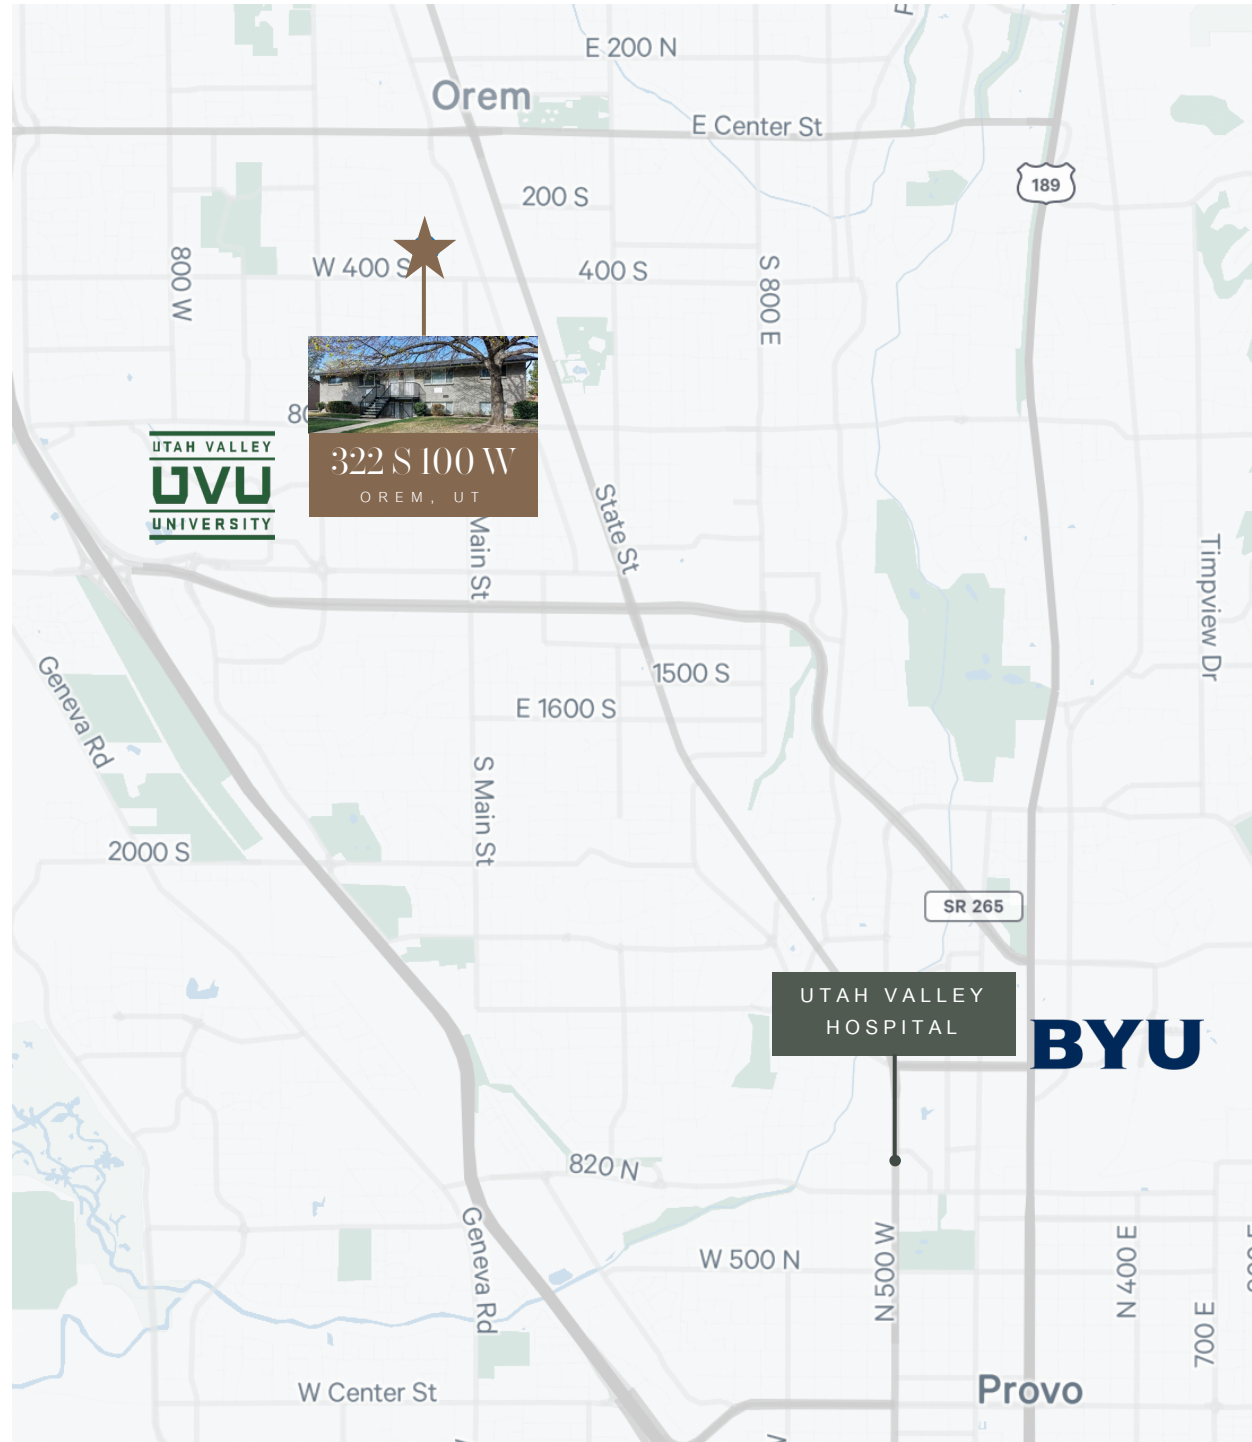 E 200 N
Orem
E Center St
189
200 S
W 400 S
400 S
800 W
S 800 E
80
UTAH VALLEY
UVU
UNIVERSITY
322 S 100 W
OREM, UT
Main St
State St
Timpview Dr
Geneva Rd
1500 S
E 1600 S
S Main St
2000 S
SR 265
UTAH VALLEY
HOSPITAL
BYU
820 N
Geneva Rd
W 500 N
N 500 W
N 400 E
700 E
W Center St
Provo